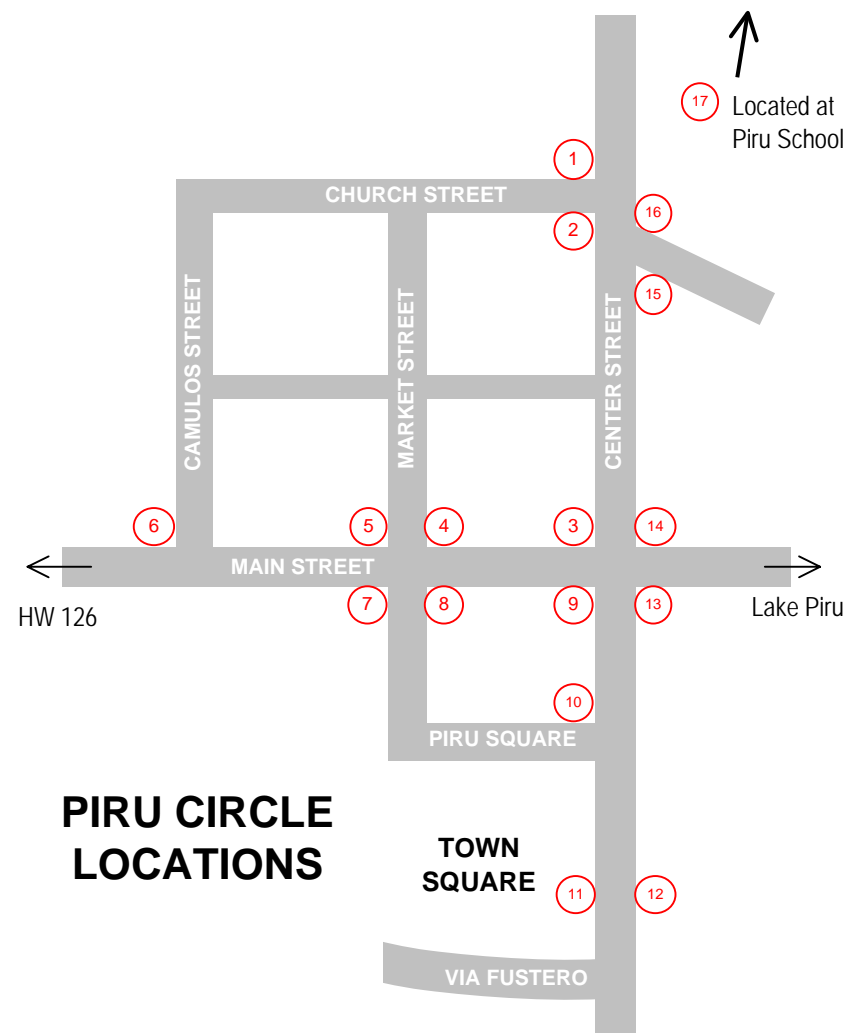 17
Located at
Piru School
1
CHURCH STREET
16
2
15
CAMULOS STREET
MARKET STREET
CENTER STREET
6
5
4
3
14
MAIN STREET
HW 126
7
8
9
13
Lake Piru
10
PIRU SQUARE
PIRU CIRCLE
LOCATIONS
TOWN
SQUARE
11
12
VIA FUSTERO